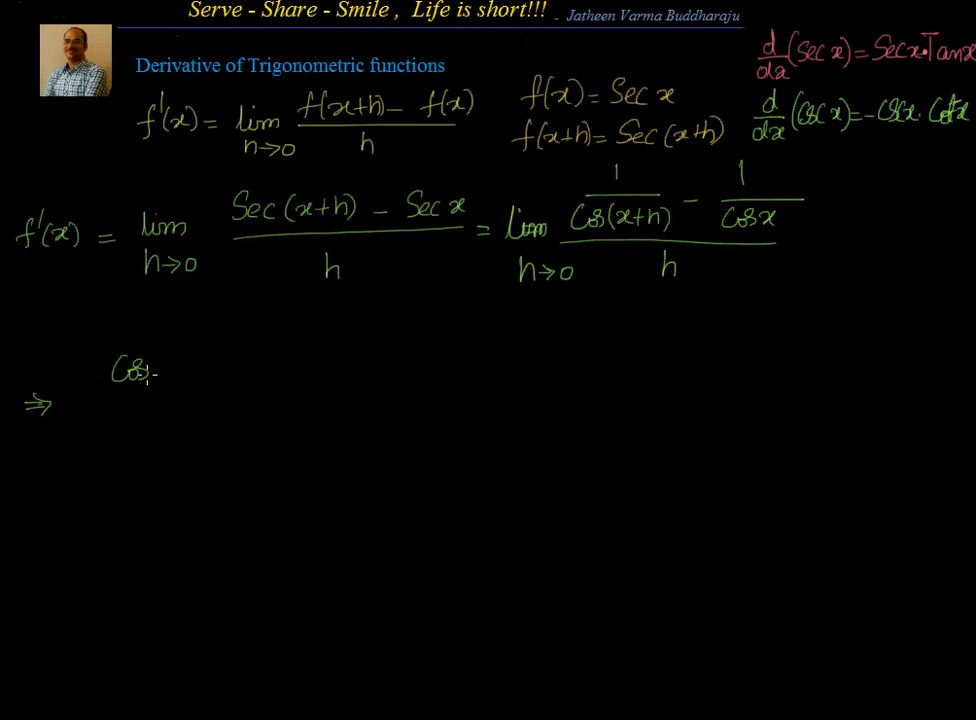 Serve - Share - Smile , Life is short!!! - Jatheen Varma Buddharaju
Derivative of Trigonometric functions
d/dx (Sec x) = Sec x · Tan x
d/dx (Csc x) = - Csc x · Cot x
f'(x) = lim h→0 (f(x+h) - f(x)) / h
f(x) = Sec x
f(x+h) = Sec (x+h)
f'(x) = lim h→0 (Sec (x+h) - Sec x) / h = lim h→0 (1/Cos(x+h) - 1/Cos x) / h
⇒ Cos